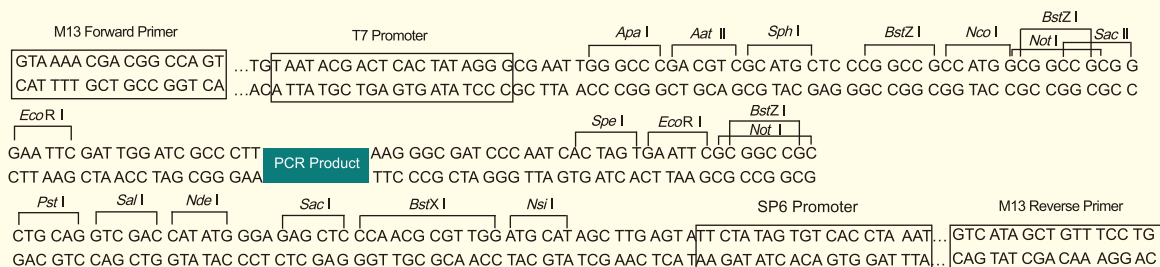 M13 Forward Primer T7 Promoter Apa I Aat II Sph I BstZ I Nco I Not I BstZ I Sac II
GTA AAA CGA CGG CCA GT ...TGTAAT ACG ACT CAC TAT AGG GCG AAT TGG GCC CGA CGT CGC ATG CTC CCG GCC GCC ATG GCG GCC GCG G
CAT TTT GCT GCC GGT CA ...ACATTA TGC TGA GTG ATA TCC CGC TTA ACC CGG GCT GCA GCG TAC GAG GGC CGG CGG TAC CGC CGG CGC C
EcoR I Spe I EcoR I BstZ I Not I
GAA TTC GAT TGG ATC GCC CTT PCR Product AAG GGC GAT CCC AAT CAC TAG TGA ATT CGC GGC CGC
CTT AAG CTA ACC TAG CGG GAA TTC CCG CTA GGG TTA GTG ATC ACT TAA GCG CCG GCG
Pst I Sal I Nde I Sac I BstX I Nsi I SP6 Promoter M13 Reverse Primer
CTG CAG GTC GAC CAT ATG GGA GAG CTC CCA ACG CGT TGG ATG CAT AGC TTG AGT ATT CTA TAG TGT CAC CTA AAT... GTC ATA GCT GTT TCC TG
GAC GTC CAG CTG GTA TAC CCT CTC GAG GGT TGC GCA ACC TAC GTA TCG AAC TCA TAA GAT ATC ACA GTG GAT TTA... CAG TAT CGA CAA AGG AC